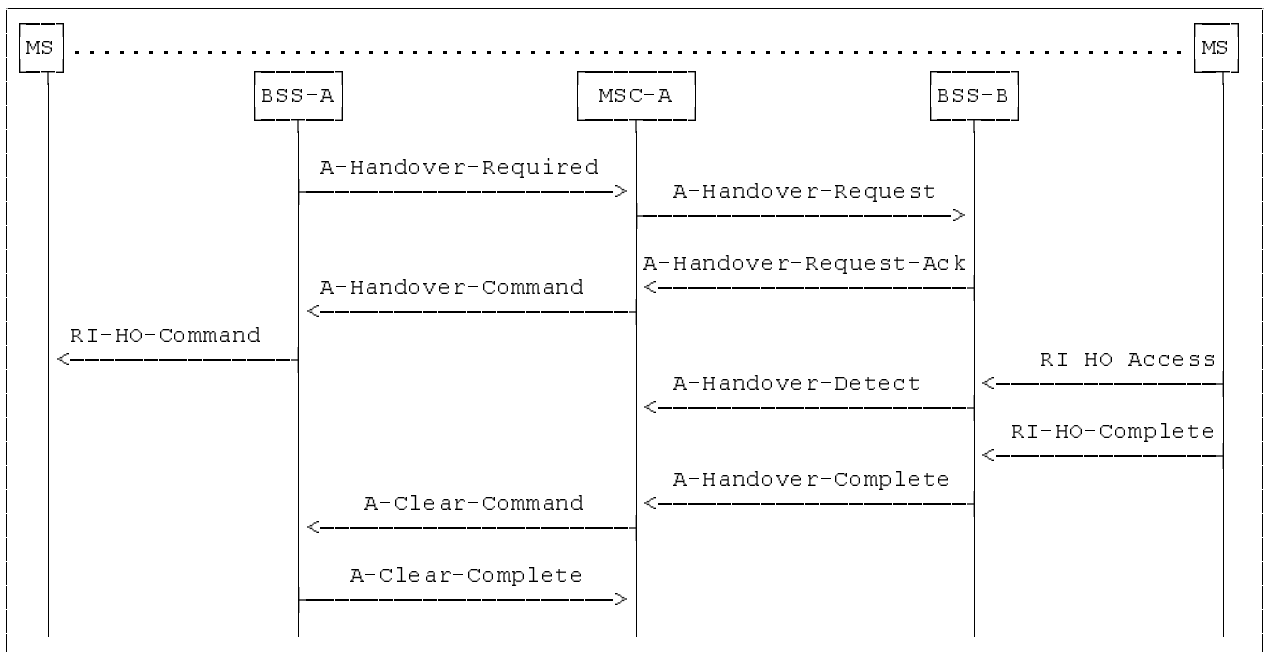 MS
MS
BSS-A
MSC-A
BSS-B
A-Handover-Required
A-Handover-Request
A-Handover-Request-Ack
A-Handover-Command
RI-HO-Command
RI HO Access
A-Handover-Detect
RI-HO-Complete
A-Handover-Complete
A-Clear-Command
A-Clear-Complete